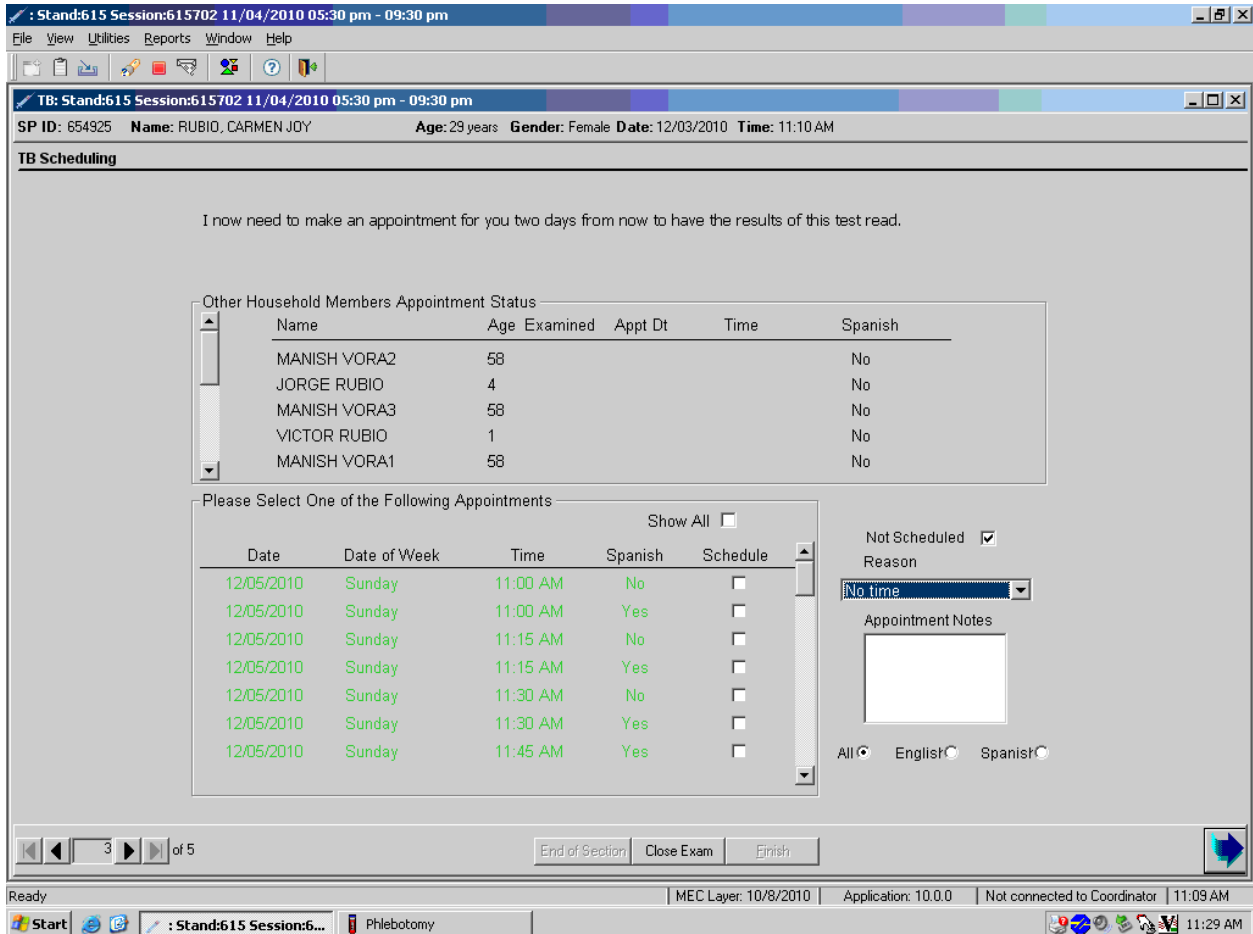 : Stand:615 Session:615702 11/04/2010 05:30 pm - 09:30 pm
File View Utilities Reports Window Help
TB: Stand:615 Session:615702 11/04/2010 05:30 pm - 09:30 pm
SP ID: 654925 Name: RUBIO, CARMEN JOY Age: 29 years Gender: Female Date: 12/03/2010 Time: 11:10 AM
TB Scheduling
I now need to make an appointment for you two days from now to have the results of this test read.
Other Household Members Appointment Status
Name Age Examined Appt Dt Time Spanish
MANISH VORA2 58 No
JORGE RUBIO 4 No
MANISH VORA3 58 No
VICTOR RUBIO 1 No
MANISH VORA1 58 No
Please Select One of the Following Appointments
Show All
Date Date of Week Time Spanish Schedule
12/05/2010 Sunday 11:00 AM No
12/05/2010 Sunday 11:00 AM Yes
12/05/2010 Sunday 11:15 AM No
12/05/2010 Sunday 11:15 AM Yes
12/05/2010 Sunday 11:30 AM No
12/05/2010 Sunday 11:30 AM Yes
12/05/2010 Sunday 11:45 AM Yes
Not Scheduled
Reason
No time
Appointment Notes
All English Spanish
3 of 5
End of Section Close Exam Finish
Ready MEC Layer: 10/8/2010 Application: 10.0.0 Not connected to Coordinator 11:09 AM
Start : Stand:615 Session:6... Phlebotomy 11:29 AM